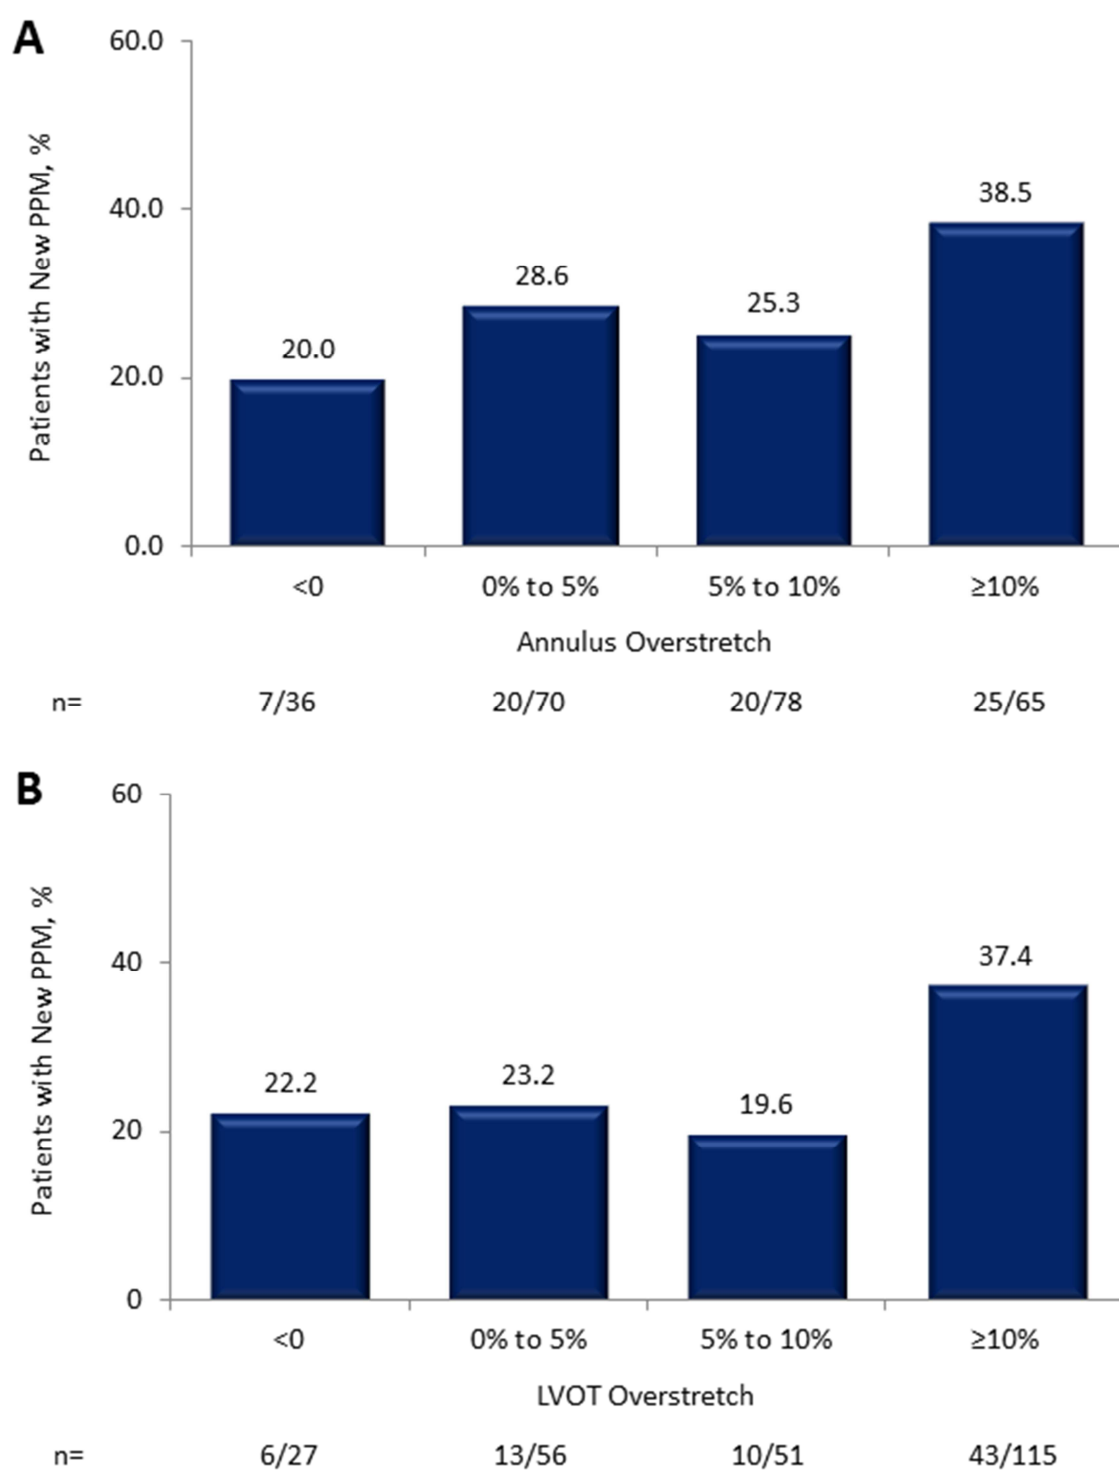 A
60.0
40.0
20.0
0.0
Patients with New PPM, %
20.0
28.6
25.3
38.5
<0 0% to 5% 5% to 10% ≥10%
Annulus Overstretch
n= 7/36 20/70 20/78 25/65
B
60
40
20
0
Patients with New PPM, %
22.2
23.2
19.6
37.4
<0 0% to 5% 5% to 10% ≥10%
LVOT Overstretch
n= 6/27 13/56 10/51 43/115